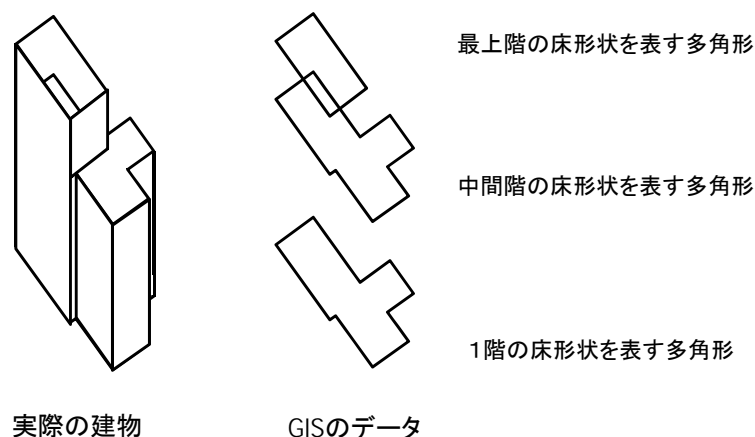 最上階の床形状を表す多角形
中間階の床形状を表す多角形
1階の床形状を表す多角形
実際の建物
GISのデータ